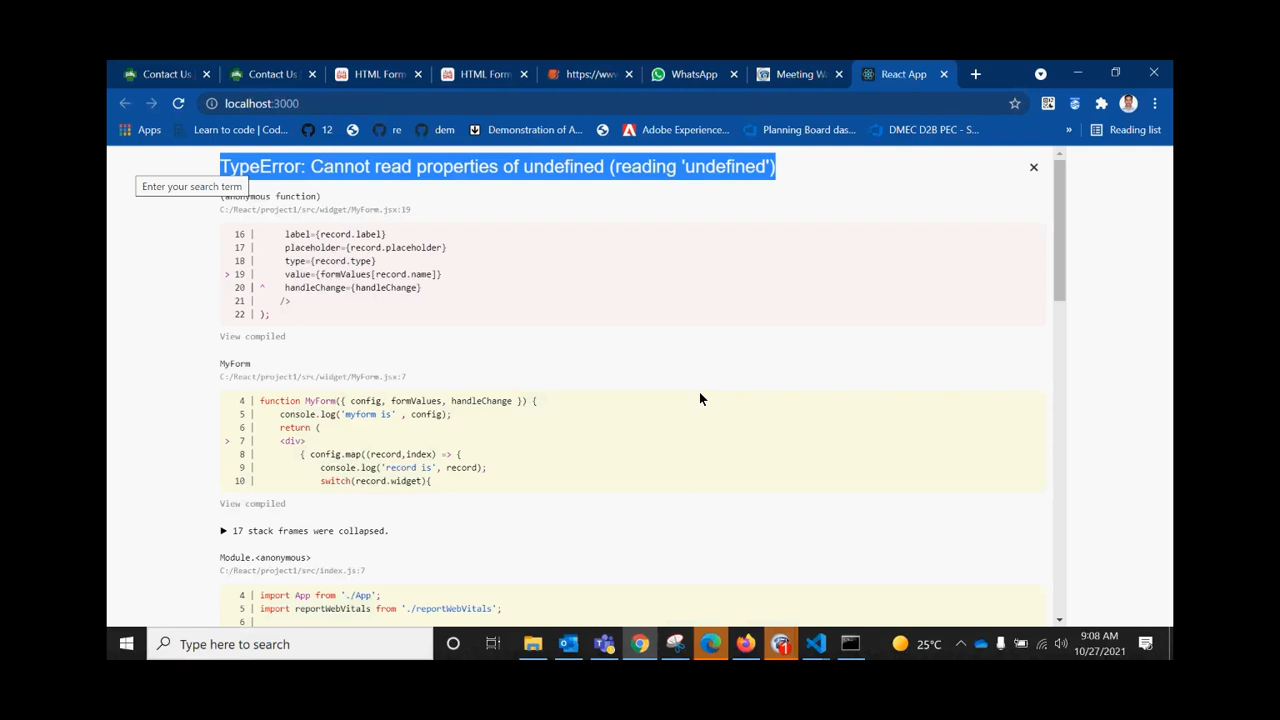 Contact Us
Contact Us
HTML Form
HTML Form
https://www
WhatsApp
Meeting W
React App
localhost:3000
Apps
Learn to code | Cod...
12
re
dem
Demonstration of A...
Adobe Experience...
Planning Board das...
DMEC D2B PEC - S...
»
Reading list
TypeError: Cannot read properties of undefined (reading 'undefined')
Enter your search term
(anonymous function)
C:/React/project1/src/widget/MyForm.jsx:19
16 | label={record.label}
17 | placeholder={record.placeholder}
18 | type={record.type}
> 19 | value={formValues[record.name]}
20 | ^ handleChange={handleChange}
21 | />
22 | );
View compiled
MyForm
C:/React/project1/src/widget/MyForm.jsx:7
4 | function MyForm({ config, formValues, handleChange }) {
5 | console.log('myform is' , config);
6 | return (
> 7 | <div>
8 | { config.map((record,index) => {
9 | console.log('record is', record);
10 | switch(record.widget){
View compiled
▶ 17 stack frames were collapsed.
Module.<anonymous>
C:/React/project1/src/index.js:7
4 | import App from './App';
5 | import reportWebVitals from './reportWebVitals';
6 |
Type here to search
1
25°C
9:08 AM
10/27/2021